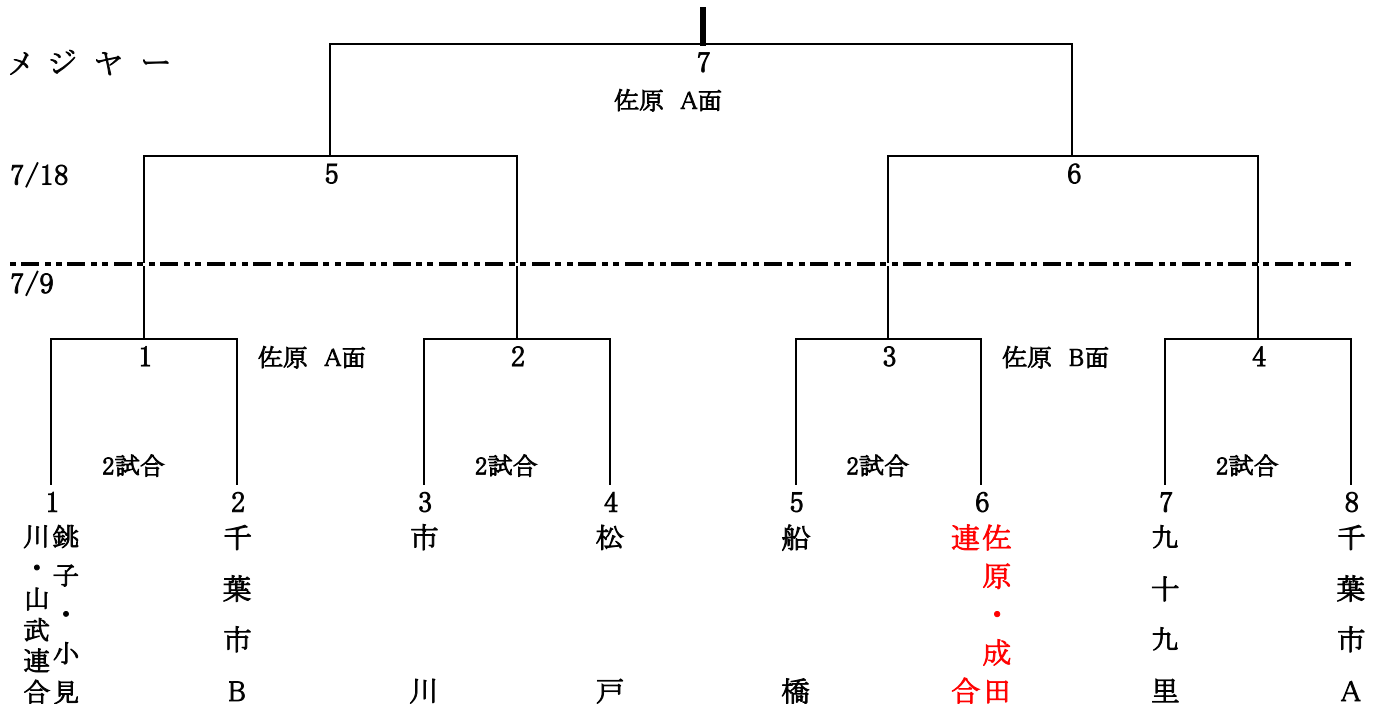 メジャー
7
佐原 A面
7/18
5
6
7/9
1
佐原 A面
2
3
佐原 B面
4
2試合
2試合
2試合
2試合
1
2
3
4
5
6
7
8
銚子・小見
川・山武連合
千葉市B
市川
松戸
船橋
佐原・成田
連合
九十九里
千葉市A